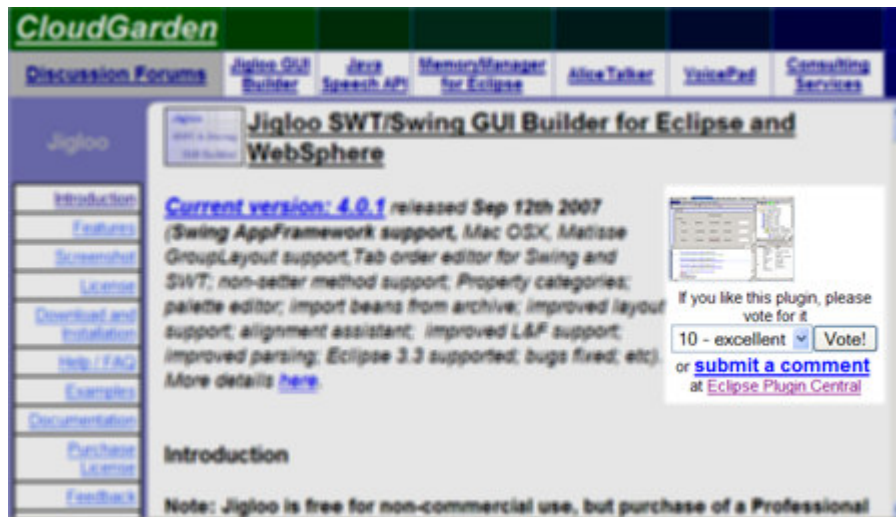 CloudGarden
Discussion Forums
Jigloo GUI
Builder
Java
Speech API
MemoryManager
for Eclipse
AliceTalker
VoicePad
Consulting
Services
Jigloo
Jigloo SWT/Swing GUI Builder for Eclipse and
WebSphere
Introduction
Features
Screenshot
License
Download and
Installation
Help / FAQ
Examples
Documentation
Purchase
License
Feedback
Current version: 4.0.1 released Sep 12th 2007
(Swing AppFramework support, Mac OSX, Matisse
GroupLayout support,Tab order editor for Swing and
SWT; non-setter method support; Property categories;
palette editor; import beans from archive; improved layout
support; alignment assistant; improved L&F support;
improved parsing; Eclipse 3.3 supported; bugs fixed; etc).
More details here.
If you like this plugin, please
vote for it
10 - excellent Vote!
or submit a comment
at Eclipse Plugin Central
Introduction
Note: Jigloo is free for non-commercial use, but purchase of a Professional